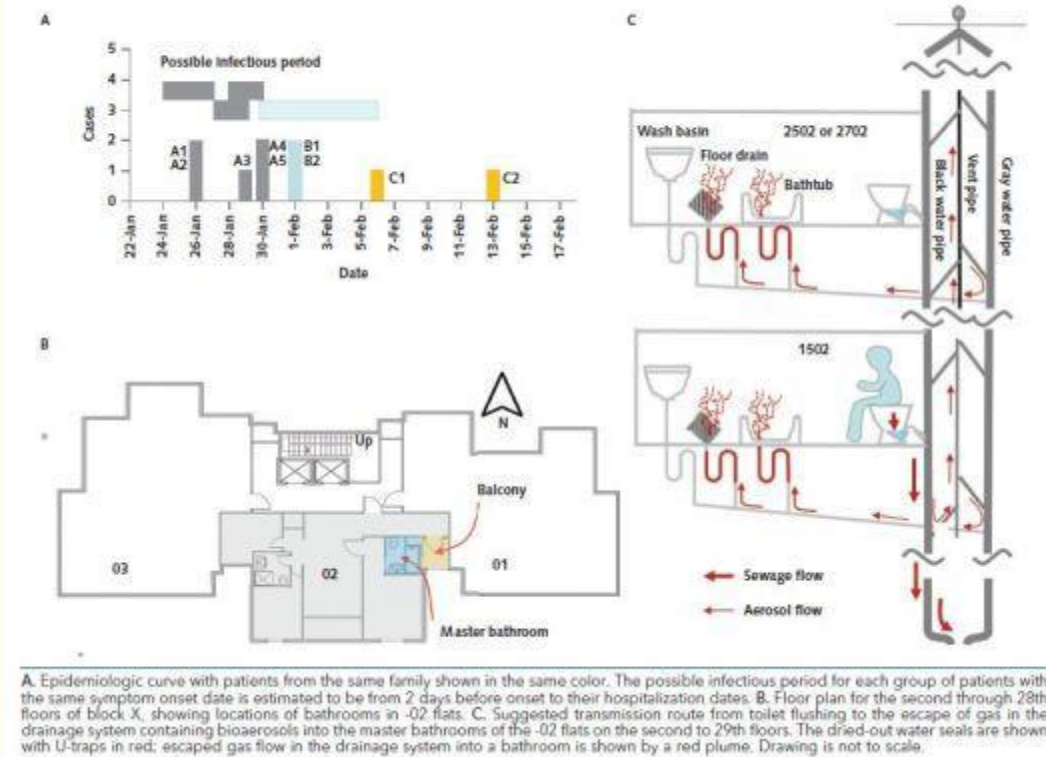 A
5
4
3
2
1
0
Cases
Possible infectious period
A1
A2
A3
A4
A5
B1
B2
C1
C2
22-Jan
24-Jan
26-Jan
28-Jan
30-Jan
1-Feb
3-Feb
5-Feb
7-Feb
9-Feb
11-Feb
13-Feb
15-Feb
17-Feb
Date
B
N
Up
Balcony
03
02
01
Master bathroom
C
Wash basin
2502 or 2702
Floor drain
Bathtub
Black water pipe
Vent pipe
Gray water pipe
1502
Sewage flow
Aerosol flow
A. Epidemiologic curve with patients from the same family shown in the same color. The possible infectious period for each group of patients with
the same symptom onset date is estimated to be from 2 days before onset to their hospitalization dates. B. Floor plan for the second through 28th
floors of block X, showing locations of bathrooms in -02 flats. C. Suggested transmission route from toilet flushing to the escape of gas in the
drainage system containing bioaerosols into the master bathrooms of the -02 flats on the second to 29th floors. The dried-out water seals are shown
with U-traps in red; escaped gas flow in the drainage system into a bathroom is shown by a red plume. Drawing is not to scale.